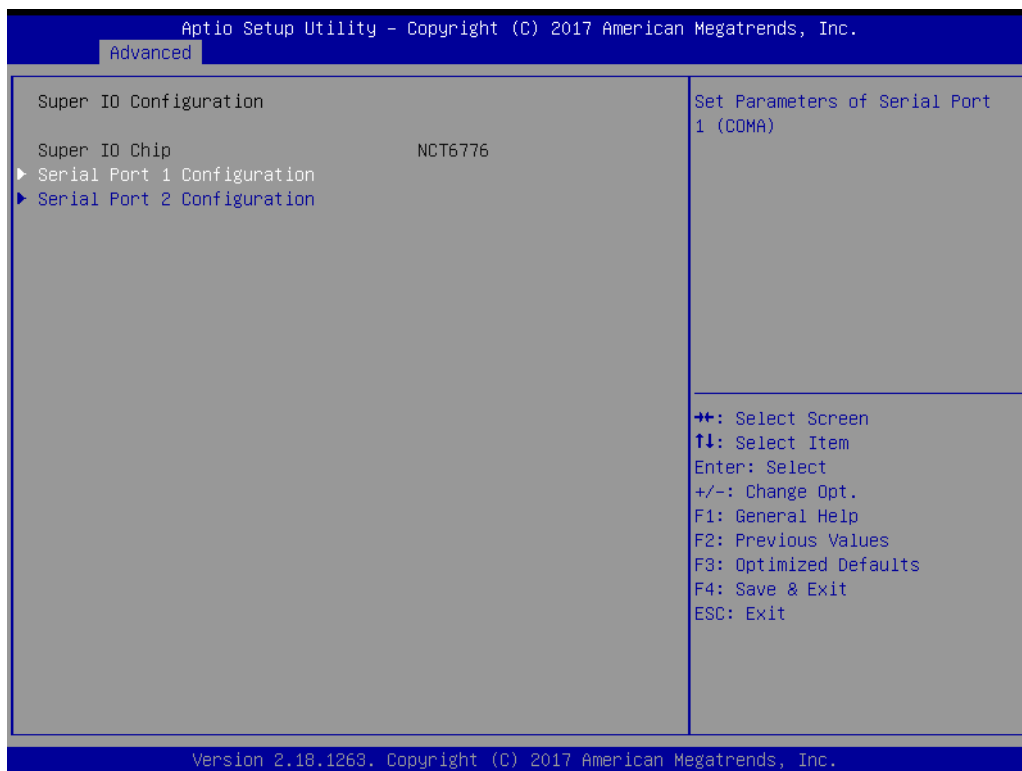 Aptio Setup Utility – Copyright (C) 2017 American Megatrends, Inc.
Advanced
Super IO Configuration
Super IO Chip NCT6776
▶ Serial Port 1 Configuration
▶ Serial Port 2 Configuration
Set Parameters of Serial Port
1 (COMA)
→←: Select Screen
↑↓: Select Item
Enter: Select
+/-: Change Opt.
F1: General Help
F2: Previous Values
F3: Optimized Defaults
F4: Save & Exit
ESC: Exit
Version 2.18.1263. Copyright (C) 2017 American Megatrends, Inc.